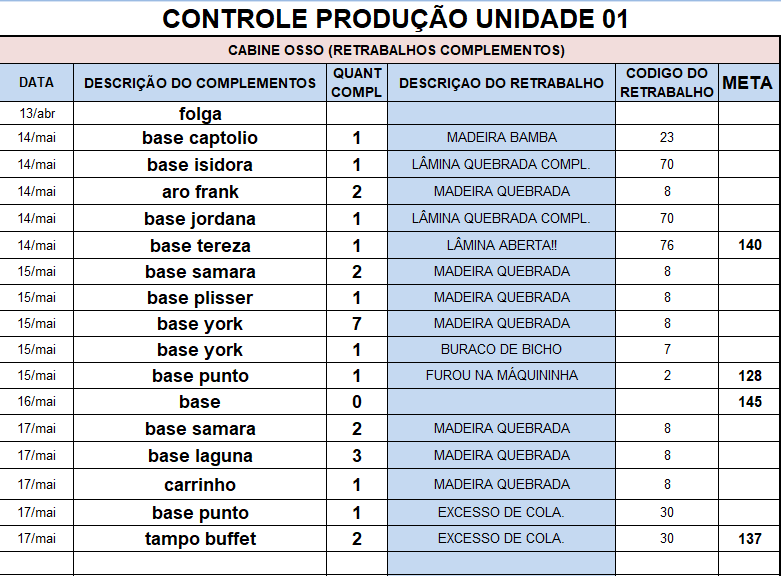 CONTROLE PRODUÇÃO UNIDADE 01
CABINE OSSO (RETRABALHOS COMPLEMENTOS)
DATA DESCRIÇÃO DO COMPLEMENTOS QUANT COMPL DESCRIÇAO DO RETRABALHO CODIGO DO RETRABALHO META
13/abr folga
14/mai base captolio 1 MADEIRA BAMBA 23
14/mai base isidora 1 LÂMINA QUEBRADA COMPL. 70
14/mai aro frank 2 MADEIRA QUEBRADA 8
14/mai base jordana 1 LÂMINA QUEBRADA COMPL. 70
14/mai base tereza 1 LÂMINA ABERTA!! 76 140
15/mai base samara 2 MADEIRA QUEBRADA 8
15/mai base plisser 1 MADEIRA QUEBRADA 8
15/mai base york 7 MADEIRA QUEBRADA 8
15/mai base york 1 BURACO DE BICHO 7
15/mai base punto 1 FUROU NA MÁQUININHA 2 128
16/mai base 0 145
17/mai base samara 2 MADEIRA QUEBRADA 8
17/mai base laguna 3 MADEIRA QUEBRADA 8
17/mai carrinho 1 MADEIRA QUEBRADA 8
17/mai base punto 1 EXCESSO DE COLA. 30
17/mai tampo buffet 2 EXCESSO DE COLA. 30 137